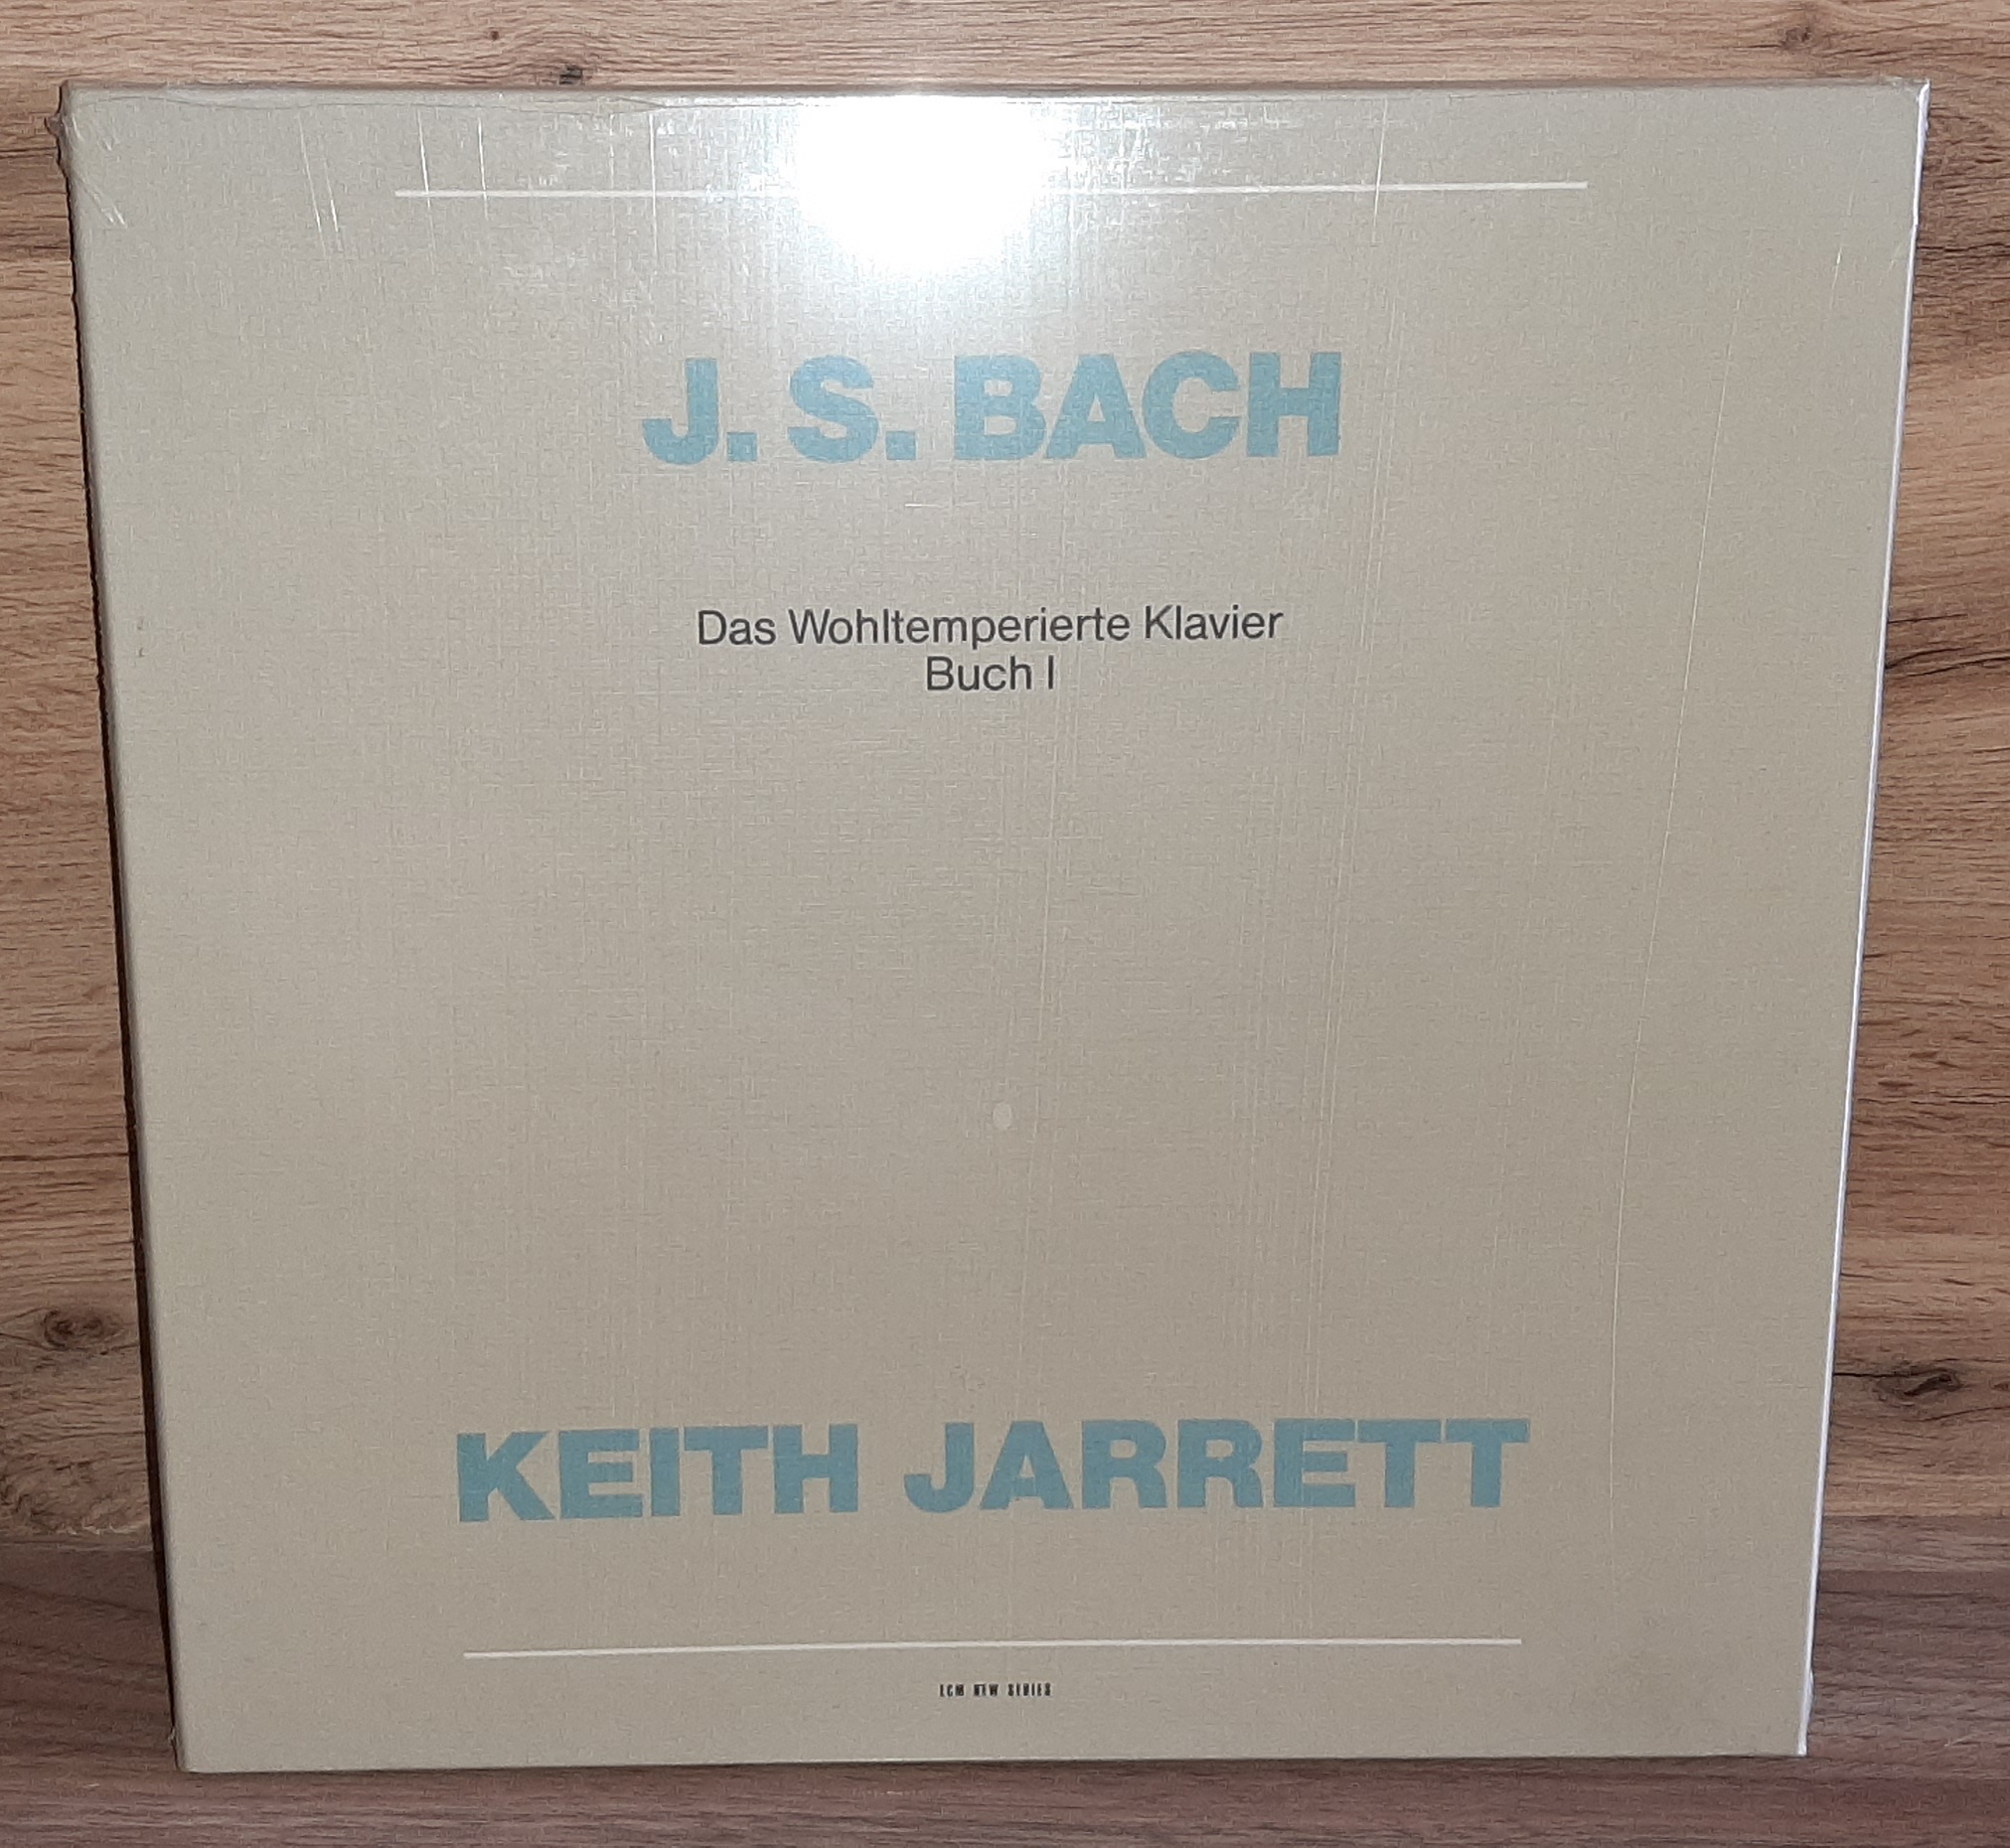 J. S. BACH
Das Wohltemperierte Klavier
Buch I
KEITH JARRETT
ECM NEW SERIES